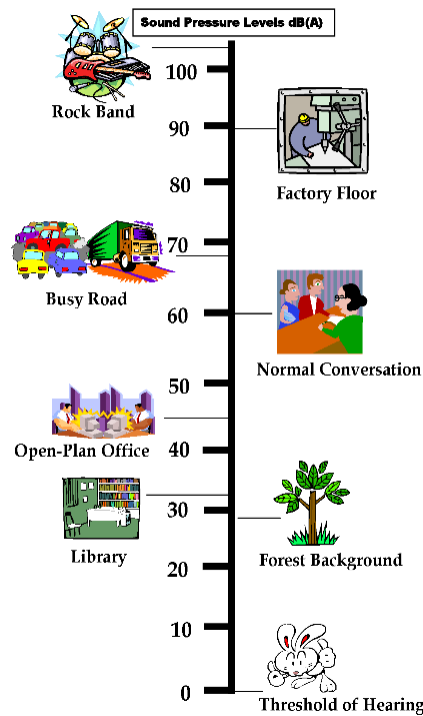 Sound Pressure Levels dB(A)
100
Rock Band
90
Factory Floor
80
70
Busy Road
60
Normal Conversation
50
Open-Plan Office
40
30
Library
Forest Background
20
10
0
Threshold of Hearing